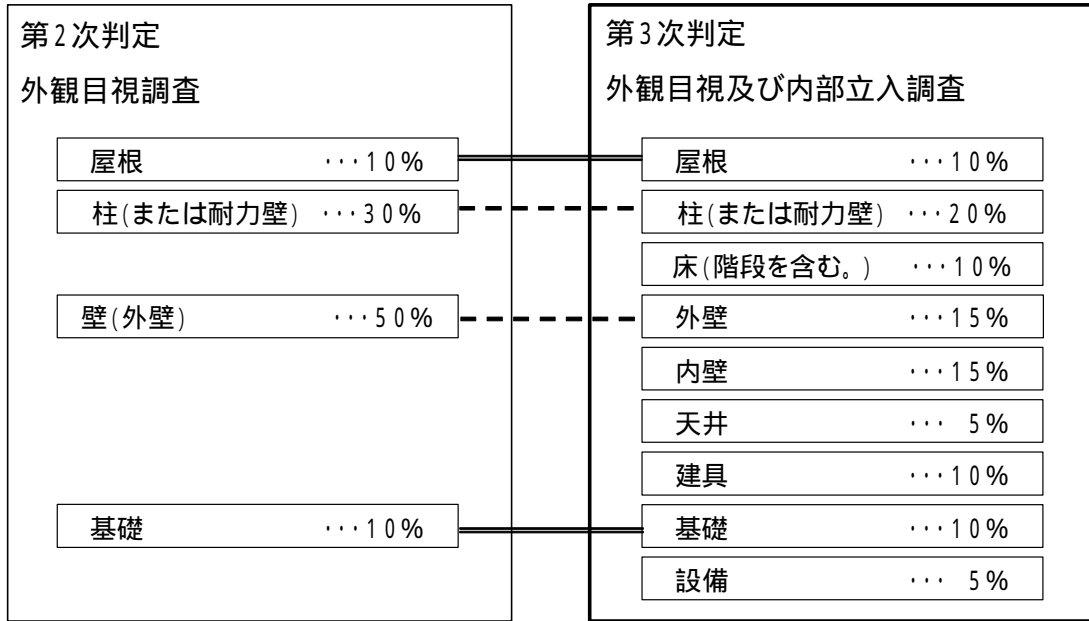 第2次判定
外観目視調査
屋根 ･･･10%
柱(または耐力壁) ･･･30%
壁(外壁) ･･･50%
基礎 ･･･10%
第3次判定
外観目視及び内部立入調査
屋根 ･･･10%
柱(または耐力壁) ･･･20%
床(階段を含む。) ･･･10%
外壁 ･･･15%
内壁 ･･･15%
天井 ･･･ 5%
建具 ･･･10%
基礎 ･･･10%
設備 ･･･ 5%